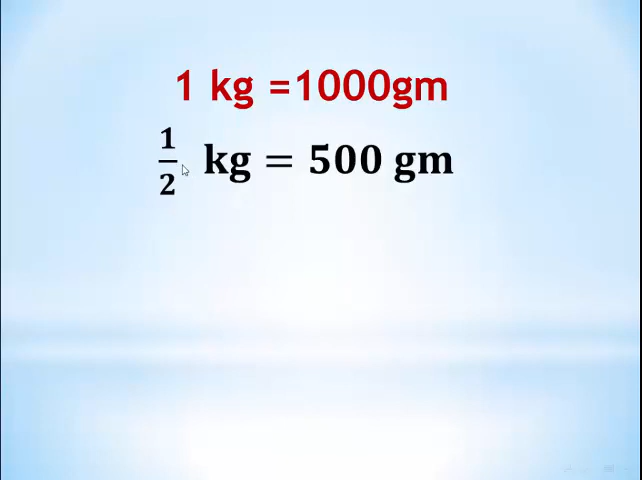 1 kg =1000gm
1/2 kg = 500 gm